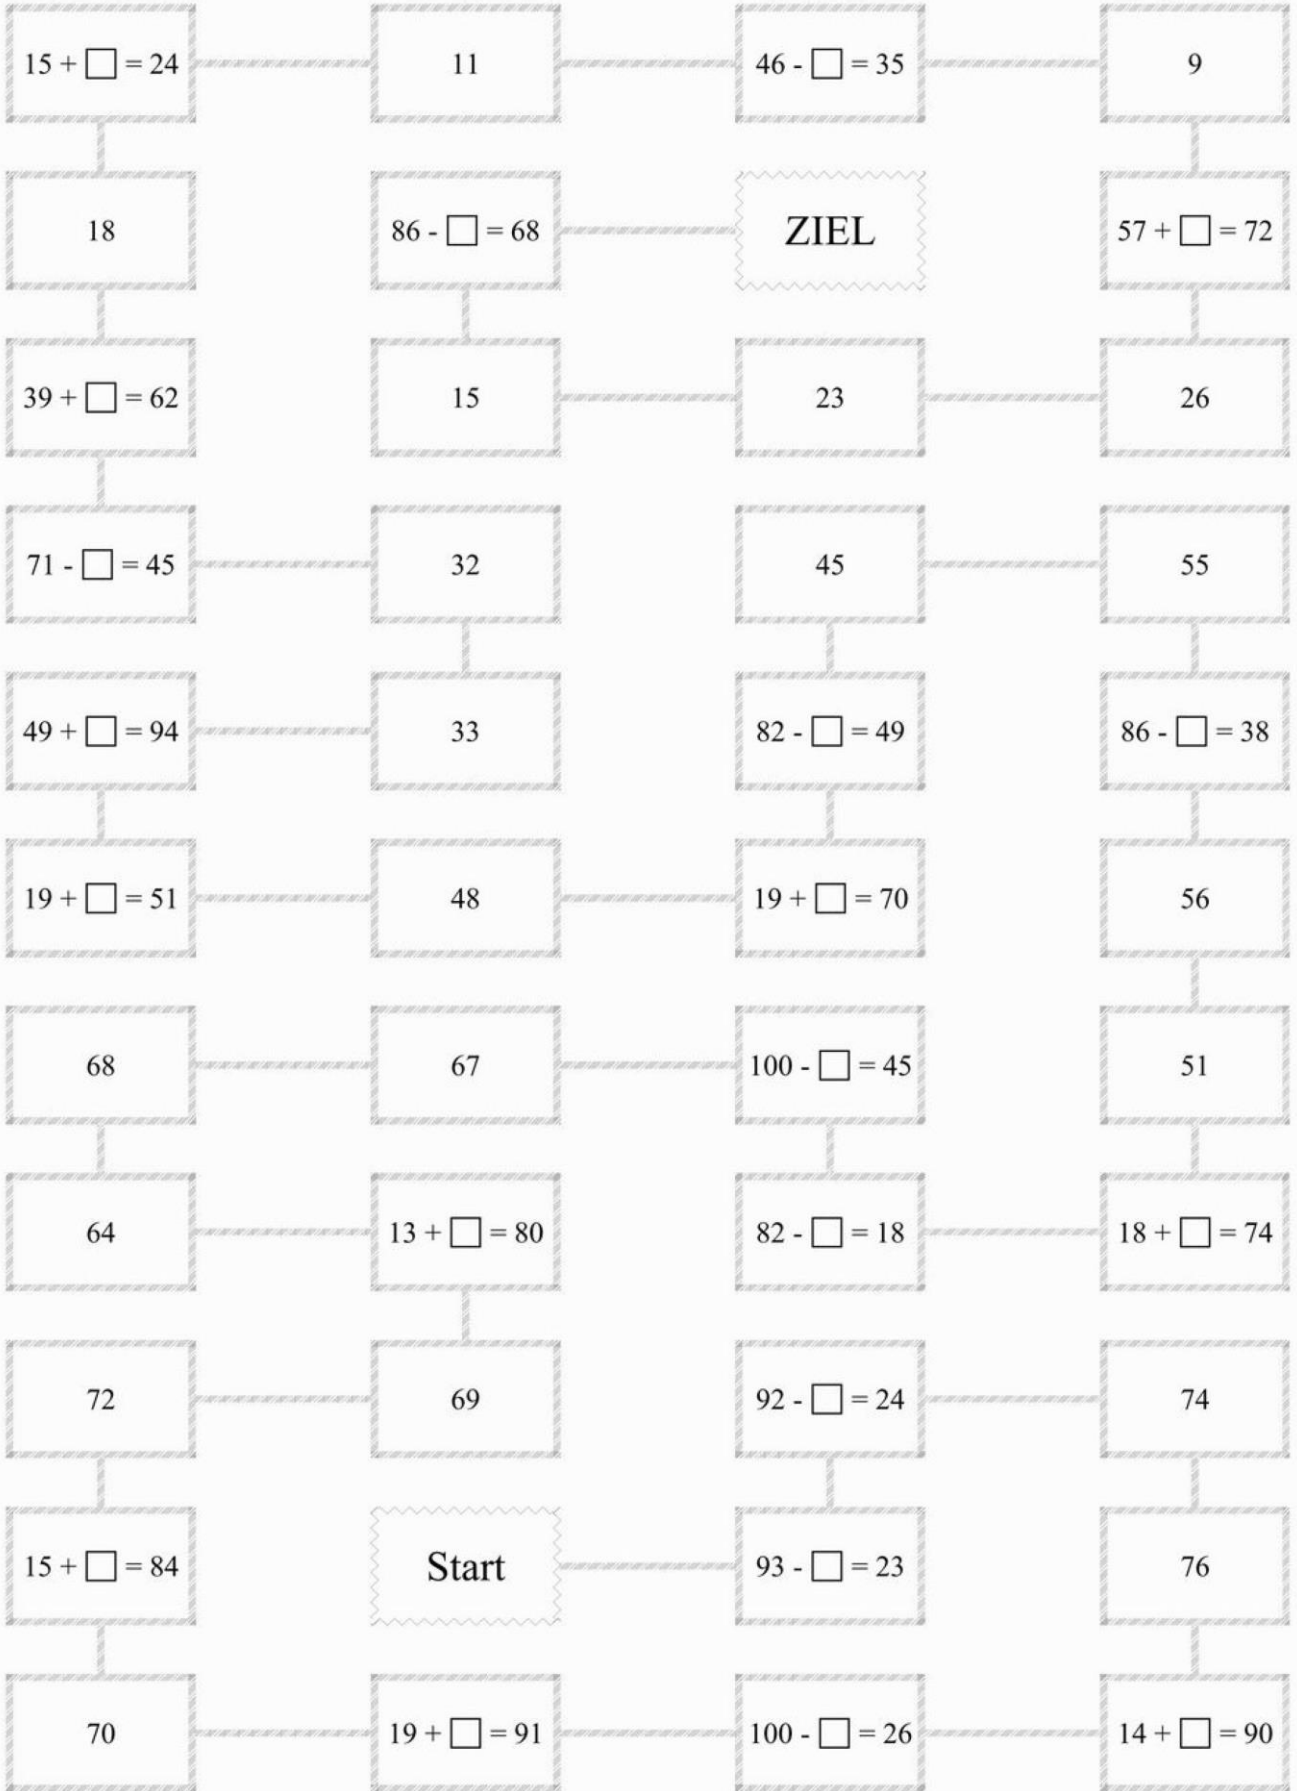 15 + □ = 24 11 46 - □ = 35 9
18 86 - □ = 68 ZIEL 57 + □ = 72
39 + □ = 62 15 23 26
71 - □ = 45 32 45 55
49 + □ = 94 33 82 - □ = 49 86 - □ = 38
19 + □ = 51 48 19 + □ = 70 56
68 67 100 - □ = 45 51
64 13 + □ = 80 82 - □ = 18 18 + □ = 74
72 69 92 - □ = 24 74
15 + □ = 84 Start 93 - □ = 23 76
70 19 + □ = 91 100 - □ = 26 14 + □ = 90